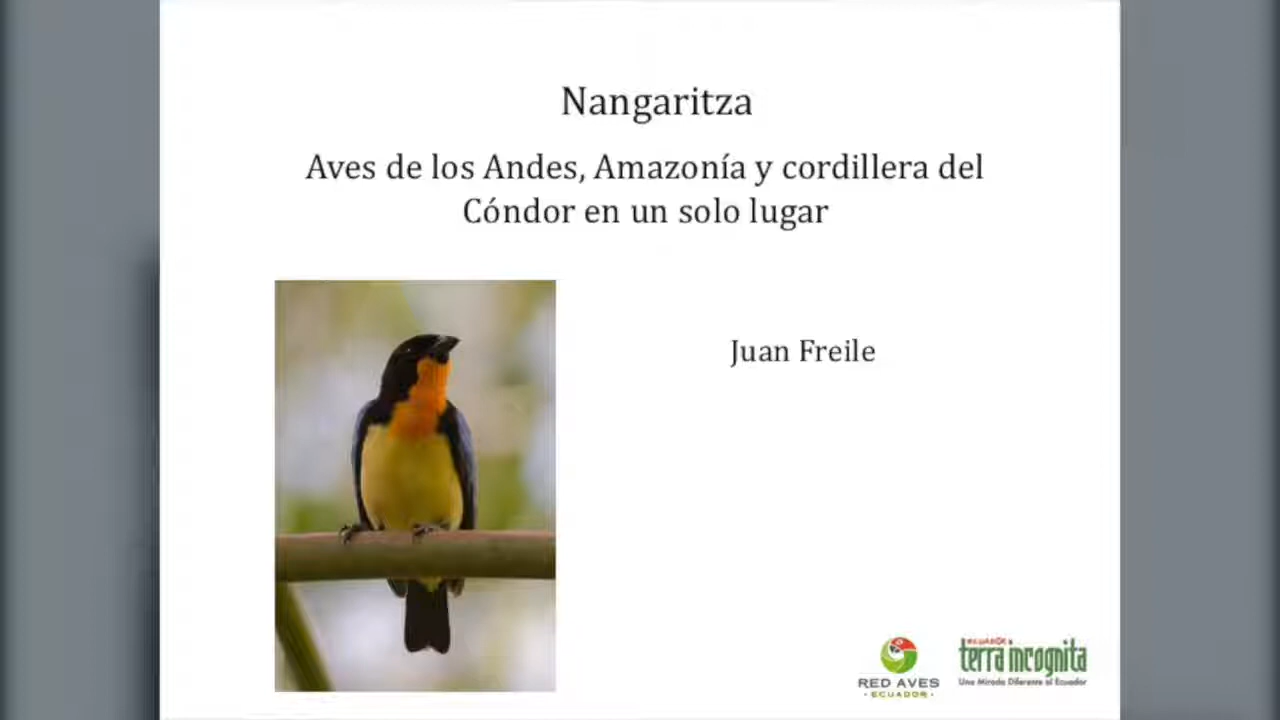 Nangaritza
Aves de los Andes, Amazonía y cordillera del
Cóndor en un solo lugar
Juan Freile
RED AVES
ECUADOR
ECUADOR
terra incognita
Una Mirada Diferente al Ecuador